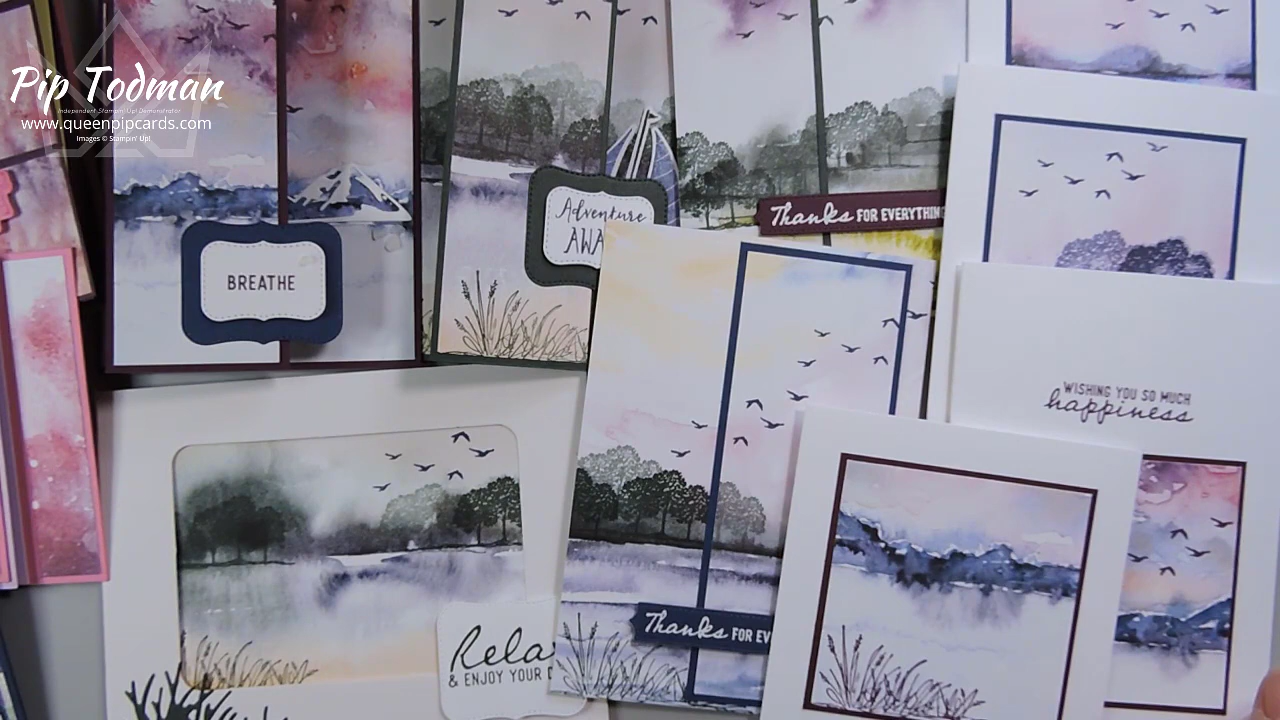 Pip Todman
Independent Stampin' Up! Demonstrator
www.queenpipcards.com
Images © Stampin' Up!
BREATHE
Adventure
AWA
Thanks FOR EVERYTHING
WISHING YOU SO MUCH
happiness
Thanks FOR EV
Rela
& ENJOY YOUR D